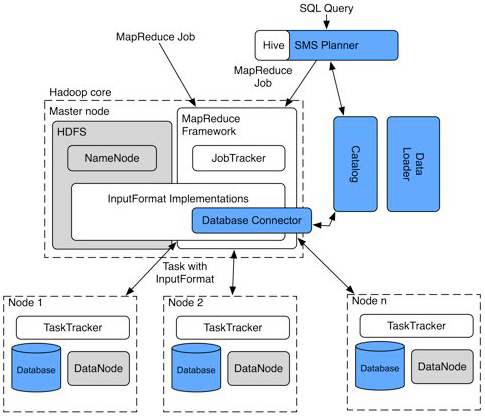 SQL Query
MapReduce Job
Hive
SMS Planner
MapReduce
Job
Hadoop core
Master node
HDFS
MapReduce
Framework
NameNode
JobTracker
Catalog
Data
Loader
InputFormat Implementations
Database Connector
Task with
InputFormat
Node 1
TaskTracker
Database
DataNode
Node 2
TaskTracker
Database
DataNode
Node n
TaskTracker
Database
DataNode